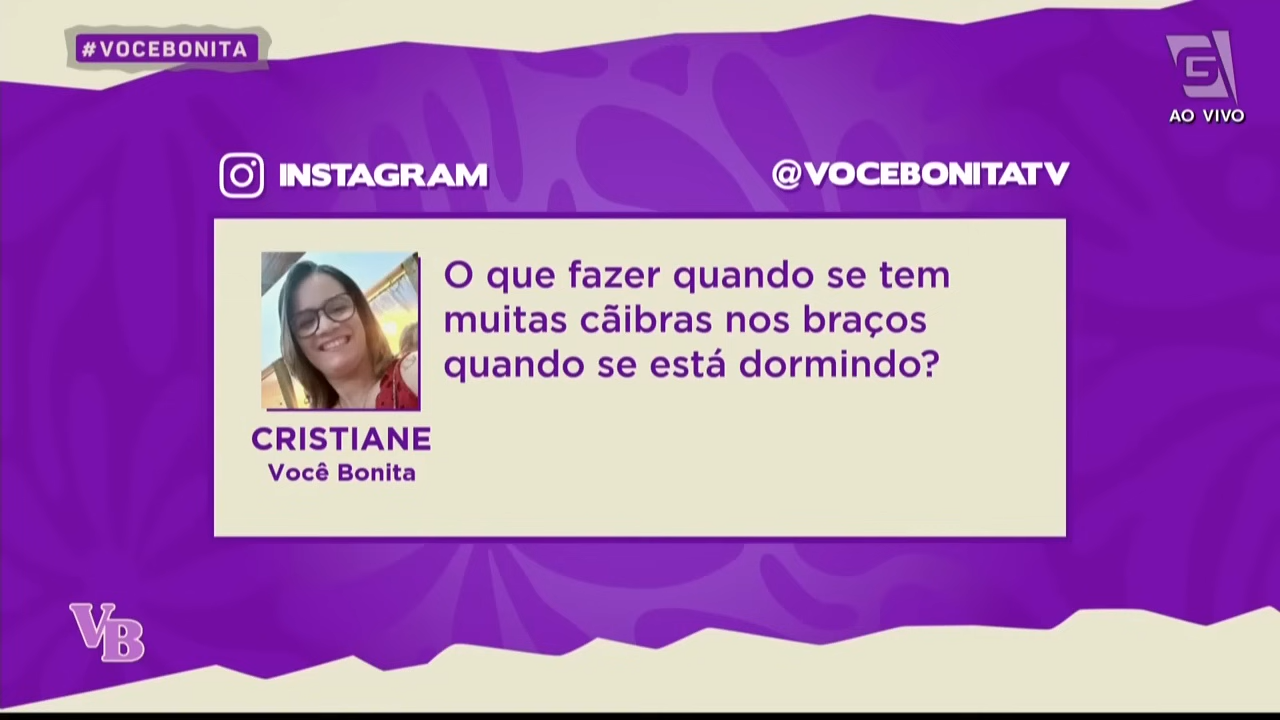 #VOCEBONITA
G
AO VIVO
INSTAGRAM
@VOCEBONITATV
O que fazer quando se tem
muitas cãibras nos braços
quando se está dormindo?
CRISTIANE
Você Bonita
VB